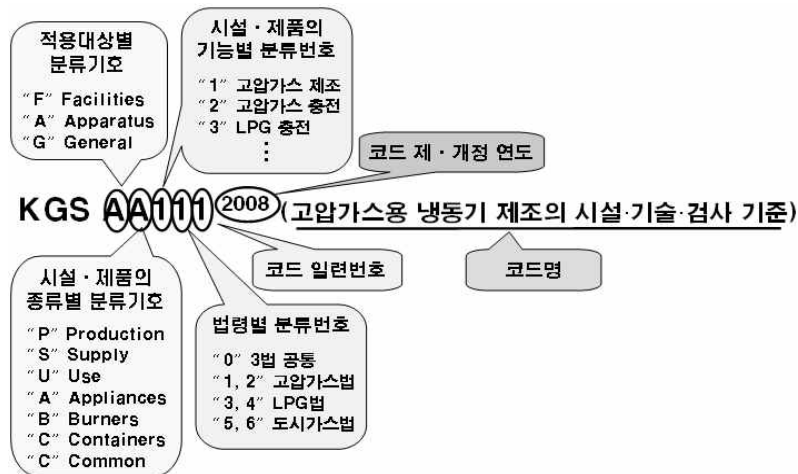 적용대상별
분류기호
“F” Facilities
“A” Apparatus
“G” General
시설·제품의
기능별 분류번호
“1” 고압가스 제조
“2” 고압가스 충전
“3” LPG 충전
⋮
코드 제·개정 연도
KGS AA111 2008 (고압가스용 냉동기 제조의 시설·기술·검사 기준)
코드 일련번호
코드명
시설·제품의
종류별 분류기호
“P” Production
“S” Supply
“U” Use
“A” Appliances
“B” Burners
“C” Containers
“C” Common
법령별 분류번호
“0” 3법 공통
“1, 2” 고압가스법
“3, 4” LPG법
“5, 6” 도시가스법